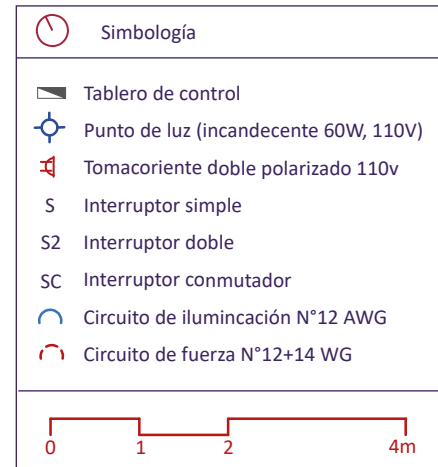 Simbología
Tablero de control
Punto de luz (incandecente 60W, 110V)
Tomacoriente doble polarizado 110v
S Interruptor simple
S2 Interruptor doble
SC Interruptor conmutador
Circuito de ilumincación N°12 AWG
Circuito de fuerza N°12+14 WG
0 1 2 4m